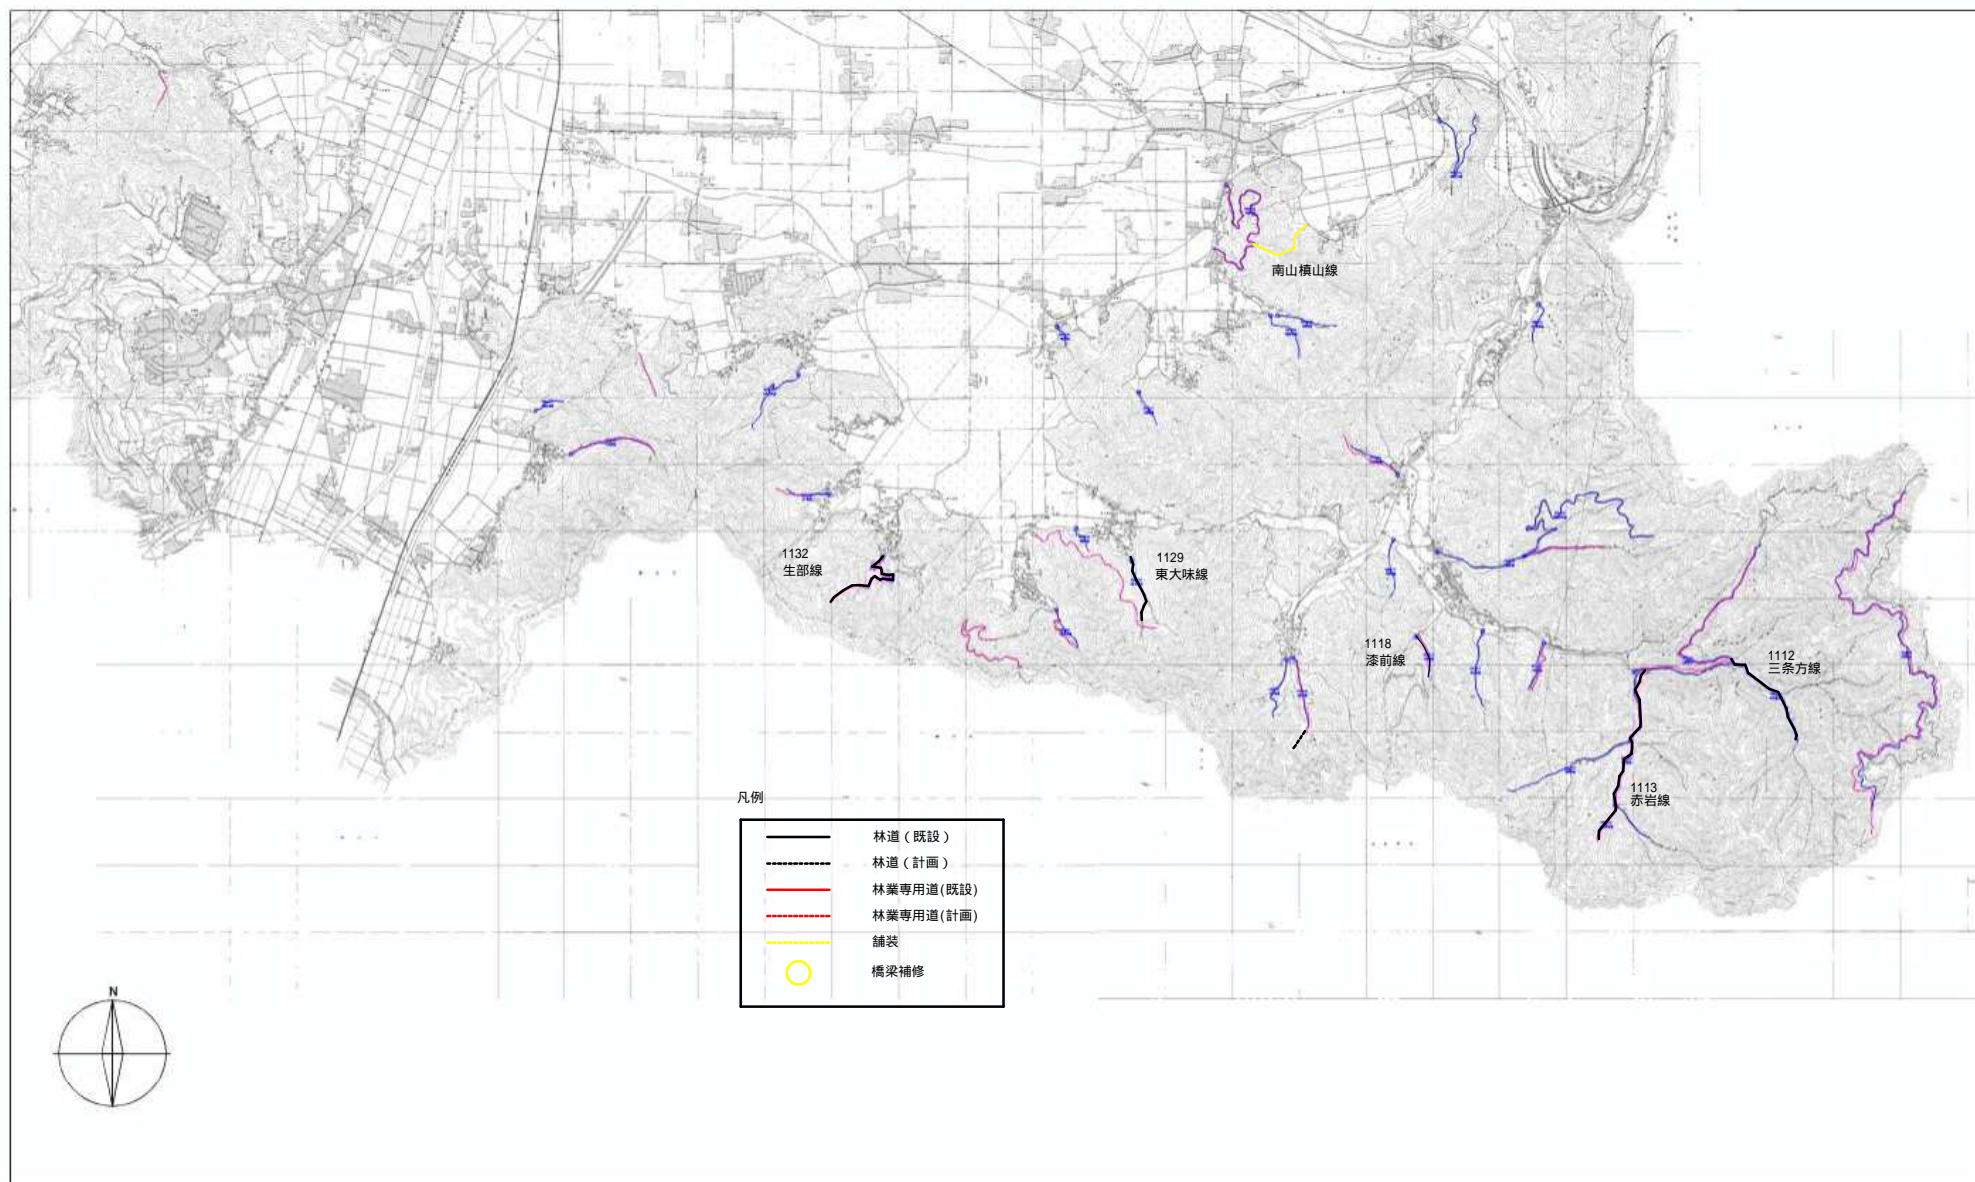 南山槙山線
1132
生部線
1129
東大味線
1118
漆前線
1112
三条方線
1113
赤岩線
凡例
林道（既設）
林道（計画）
林業専用道(既設)
林業専用道(計画)
舗装
橋梁補修
N